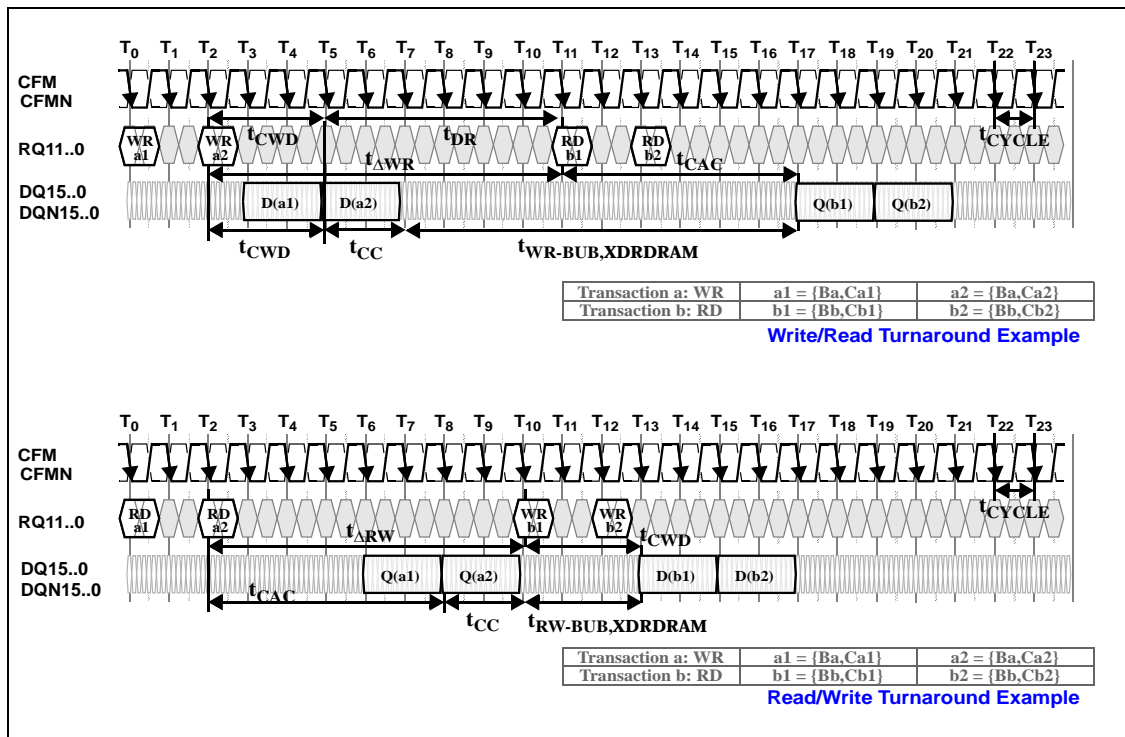 T0 T1 T2 T3 T4 T5 T6 T7 T8 T9 T10 T11 T12 T13 T14 T15 T16 T17 T18 T19 T20 T21 T22 T23
CFM
CFMN
tCWD tDR tCYCLE
RQ11..0 WR a1 WR a2 RD b1 RD b2
tΔWR tCAC
DQ15..0
DQN15..0
D(a1) D(a2) Q(b1) Q(b2)
tCWD tCC tWR-BUB,XDRDRAM
Transaction a: WR a1 = {Ba,Ca1} a2 = {Ba,Ca2}
Transaction b: RD b1 = {Bb,Cb1} b2 = {Bb,Cb2}
Write/Read Turnaround Example
T0 T1 T2 T3 T4 T5 T6 T7 T8 T9 T10 T11 T12 T13 T14 T15 T16 T17 T18 T19 T20 T21 T22 T23
CFM
CFMN
RQ11..0 RD a1 RD a2 WR b1 WR b2 tCYCLE
tΔRW tCWD
DQ15..0
DQN15..0
Q(a1) Q(a2) D(b1) D(b2)
tCAC tCC tRW-BUB,XDRDRAM
Transaction a: WR a1 = {Ba,Ca1} a2 = {Ba,Ca2}
Transaction b: RD b1 = {Bb,Cb1} b2 = {Bb,Cb2}
Read/Write Turnaround Example